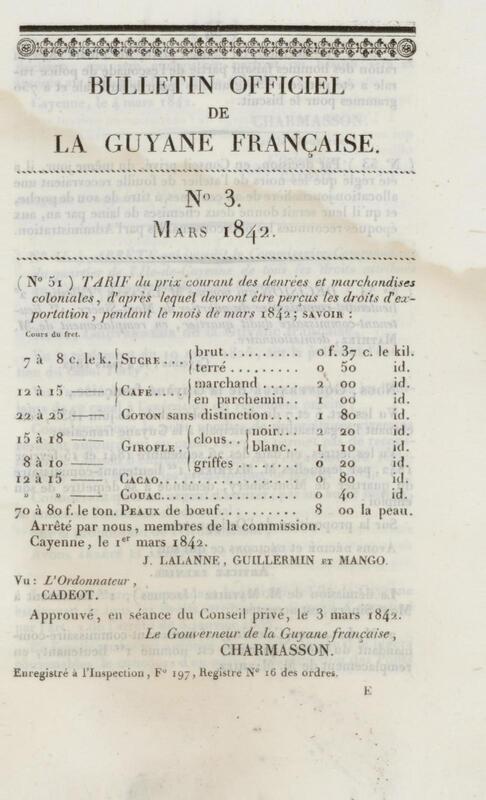 BULLETIN OFFICIEL
DE
LA GUYANE FRANÇAISE.
N° 3.
MARS 1842.
( N° 51 ) TARIF du prix courant des denrées et marchandises
coloniales, d'après lequel devront être perçus les droits d'ex-
portation, pendant le mois de mars 1842; SAVOIR :
Cours du fret.
7 à 8 c. le k. SUCRE... brut......... 0 f. 37 c. le kil.
terré......... 0 50 id.
12 à 15 —— CAFÉ.... marchand.... 2 00 id.
en parchemin.. 1 00 id.
22 à 25 —— COTON sans distinction.... 1 80 id.
15 à 18 —— GIROFLE. clous.. noir... 2 20 id.
blanc.. 1 10 id.
8 à 10 —— griffes...... 0 20 id.
12 à 15 —— CACAO................ 0 80 id.
» » —— COUAC................ 0 40 id.
70 à 80 f. le ton. PEAUX de bœuf......... 8 00 la peau.
Arrêté par nous, membres de la commission.
Cayenne, le 1er mars 1842.
J. LALANNE, GUILLERMIN ET MANGO.
Vu : L'Ordonnateur,
CADEOT.
Approuvé, en séance du Conseil privé, le 3 mars 1842.
Le Gouverneur de la Guyane française,
CHARMASSON.
Enregistré à l'Inspection, F° 197, Registre N° 16 des ordres.
E